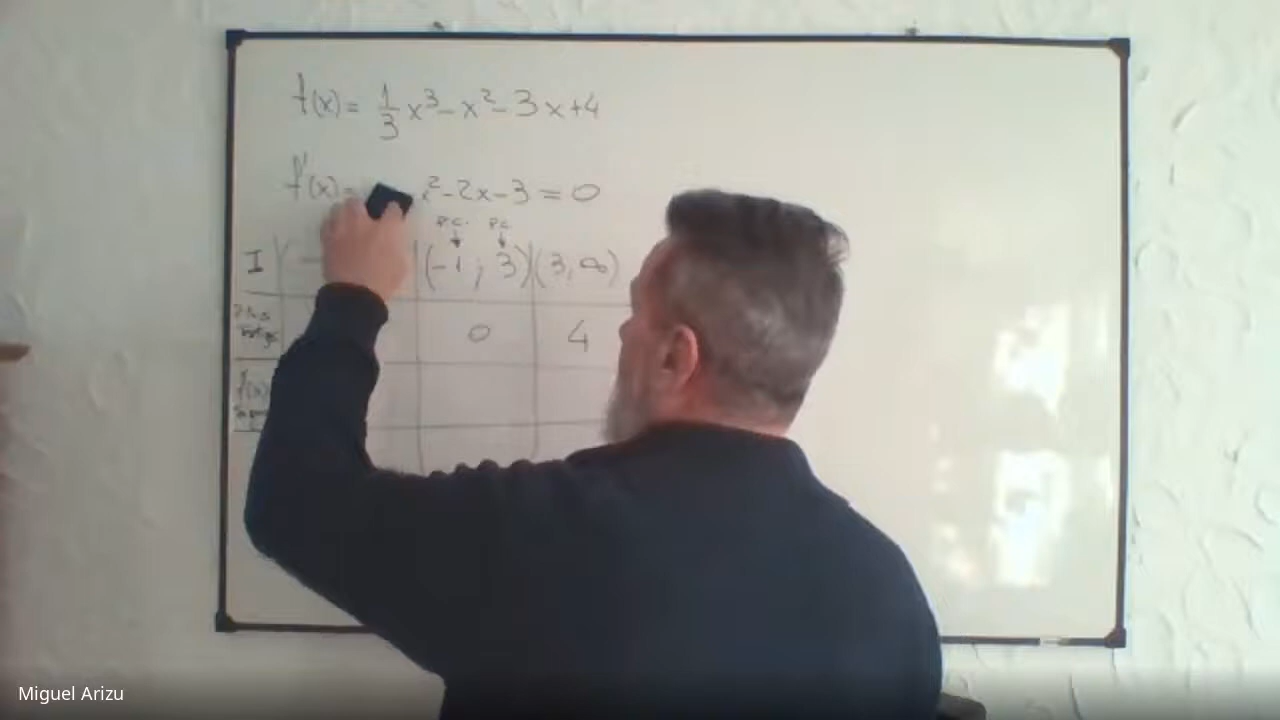 f(x) = 1/3 x³ - x² - 3x + 4
f'(x) = x² - 2x - 3 = 0
P.C. P.C.
I (-1 ; 3) (3, ∞)
0 4
f'(x)
Miguel Arizu